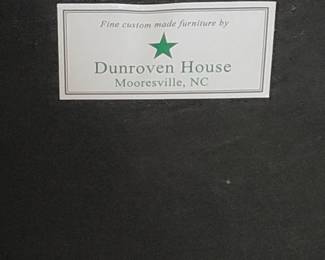 Fine custom made furniture by
Dunroven House
Mooresville, NC